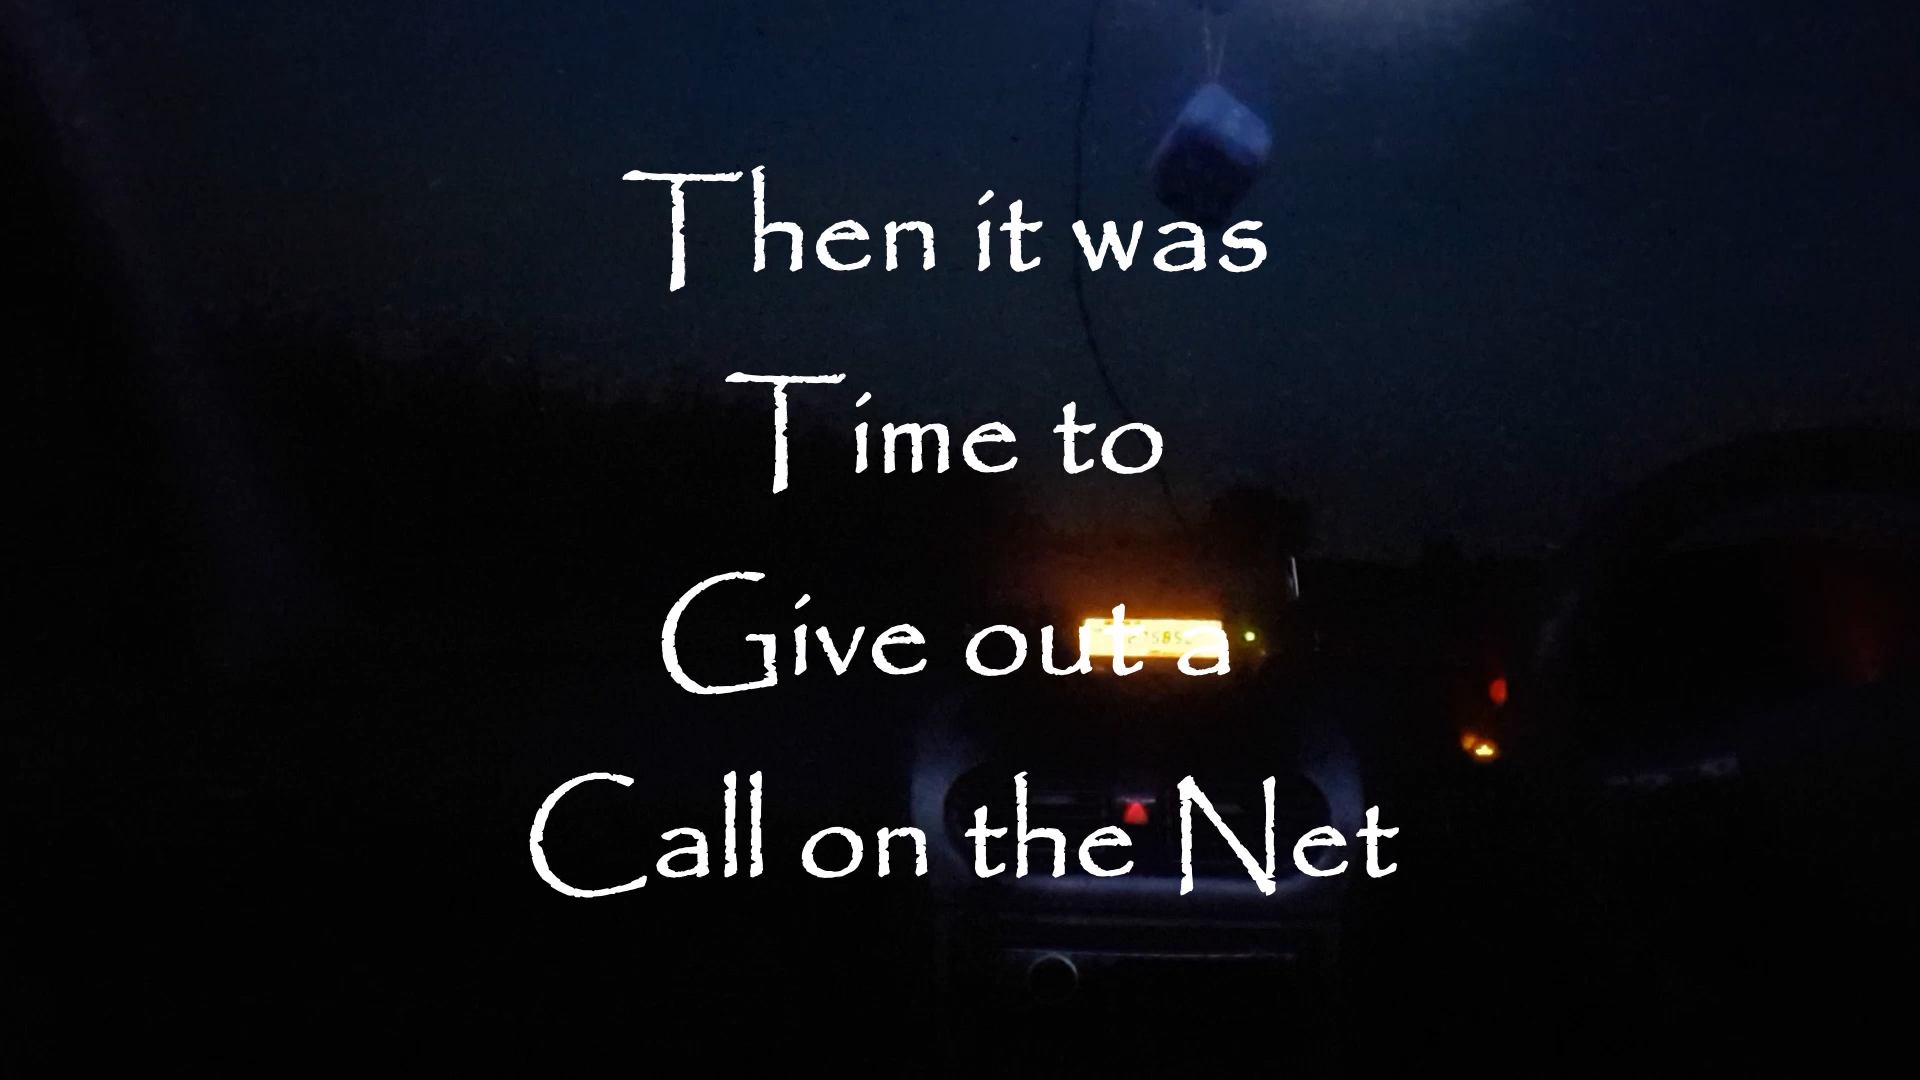 Then it was
Time to
Give out a
Call on the Net